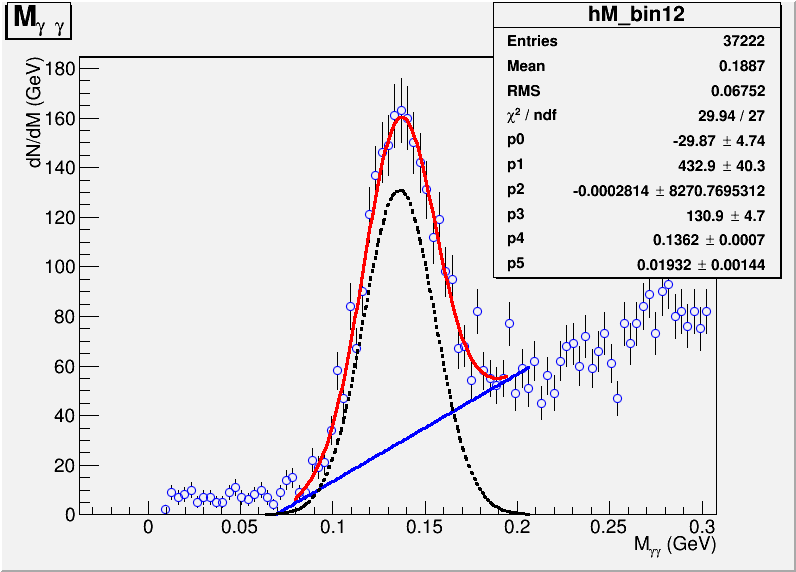 M γ γ
hM_bin12
Entries 37222
Mean 0.1887
RMS 0.06752
χ² / ndf 29.94 / 27
p0 -29.87 ± 4.74
p1 432.9 ± 40.3
p2 -0.0002814 ± 8270.7695312
p3 130.9 ± 4.7
p4 0.1362 ± 0.0007
p5 0.01932 ± 0.00144
dN/dM (GeV)
180
160
140
120
100
80
60
40
20
0
0 0.05 0.1 0.15 0.2 0.25 0.3
Mγγ (GeV)